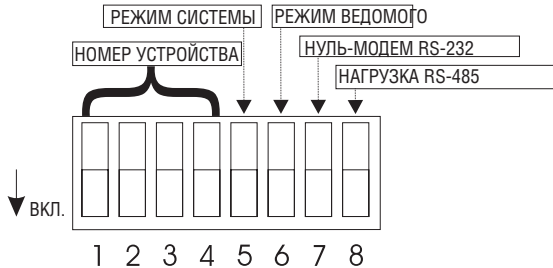 РЕЖИМ СИСТЕМЫ РЕЖИМ ВЕДОМОГО
НОМЕР УСТРОЙСТВА НУЛЬ-МОДЕМ RS-232
НАГРУЗКА RS-485
ВКЛ.
1 2 3 4 5 6 7 8